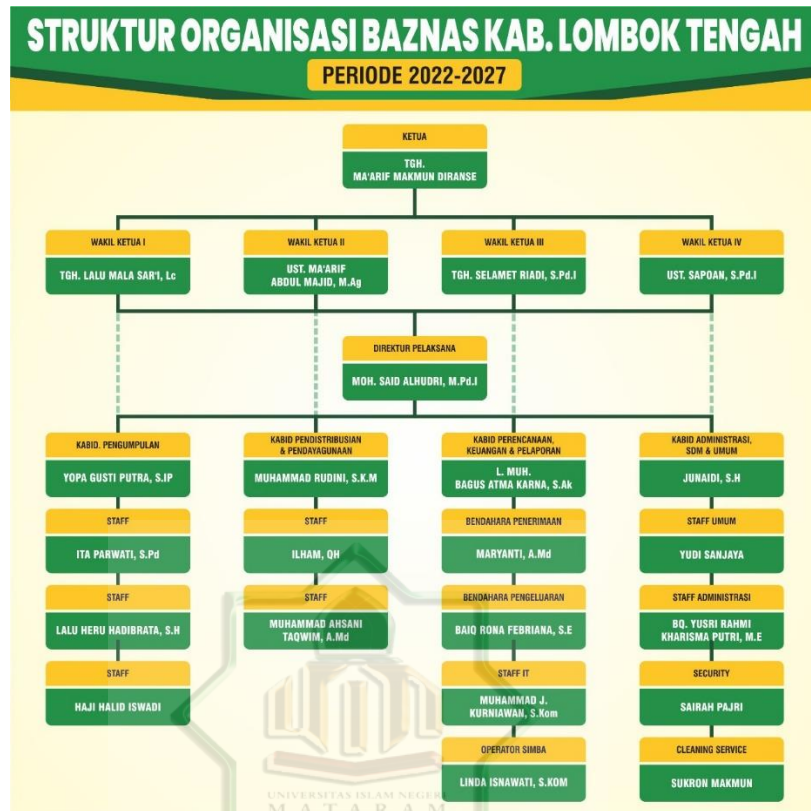 STRUKTUR ORGANISASI BAZNAS KAB. LOMBOK TENGAH
PERIODE 2022-2027
KETUA
TGH.
MA'ARIF MAKMUN DIRANSE
WAKIL KETUA I
TGH. LALU MALA SAR'I, Lc
WAKIL KETUA II
UST. MA'ARIF
ABDUL MAJID, M.Ag
WAKIL KETUA III
TGH. SELAMET RIADI, S.Pd.I
WAKIL KETUA IV
UST. SAPOAN, S.Pd.I
DIREKTUR PELAKSANA
MOH. SAID ALHUDRI, M.Pd.I
KABID. PENGUMPULAN
YOPA GUSTI PUTRA, S.IP
STAFF
ITA PARWATI, S.Pd
STAFF
LALU HERU HADIBRATA, S.H
STAFF
HAJI HALID ISWADI
KABID PENDISTRIBUSIAN
& PENDAYAGUNAAN
MUHAMMAD RUDINI, S.K.M
STAFF
ILHAM, QH
STAFF
MUHAMMAD AHSANI
TAQWIM, A.Md
KABID PERENCANAAN,
KEUANGAN & PELAPORAN
L. MUH.
BAGUS ATMA KARNA, S.Ak
BENDAHARA PENERIMAAN
MARYANTI, A.Md
BENDAHARA PENGELUARAN
BAIQ RONA FEBRIANA, S.E
STAFF IT
MUHAMMAD J.
KURNIAWAN, S.Kom
OPERATOR SIMBA
LINDA ISNAWATI, S.KOM
KABID ADMINISTRASI,
SDM & UMUM
JUNAIDI, S.H
STAFF UMUM
YUDI SANJAYA
STAFF ADMINISTRASI
BQ. YUSRI RAHMI
KHARISMA PUTRI, M.E
SECURITY
SAIRAH PAJRI
CLEANING SERVICE
SUKRON MAKMUN
UNIVERSITAS ISLAM NEGERI
MATARAM